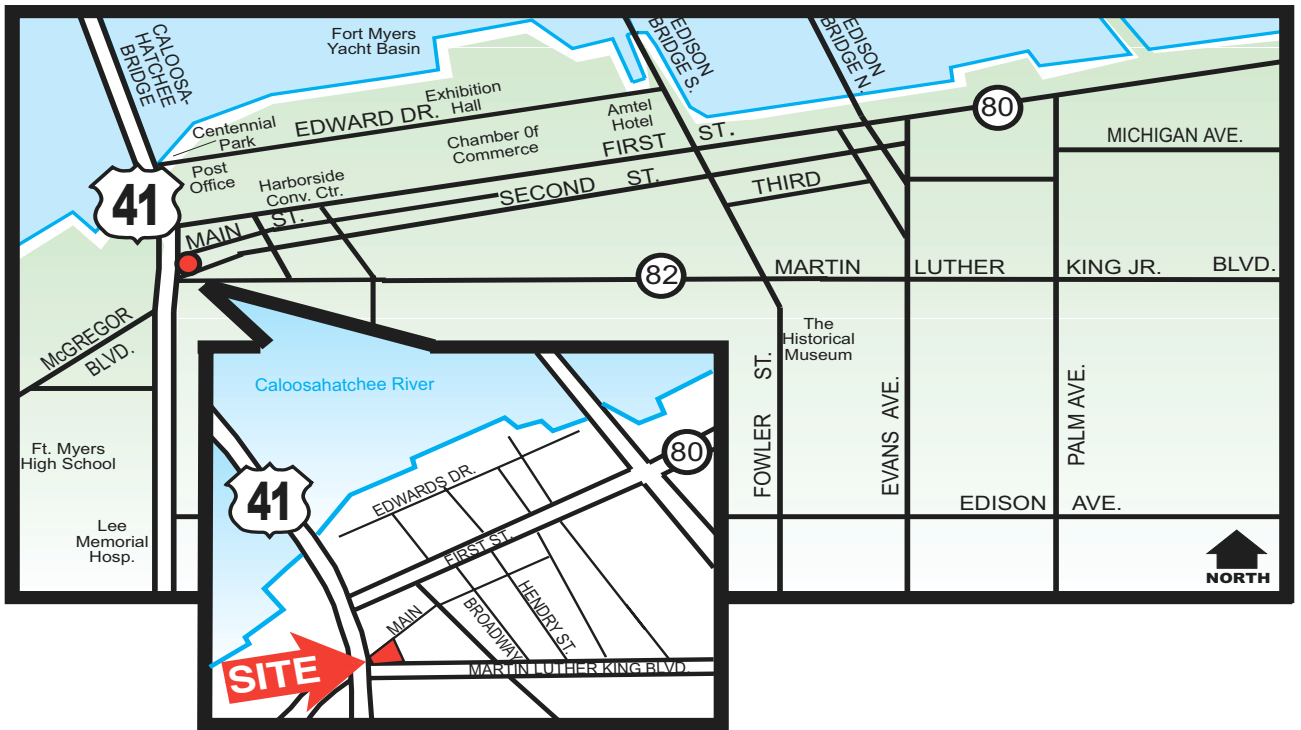 CALOOSA-
HATCHEE
BRIDGE
Fort Myers
Yacht Basin
EDISON
BRIDGE S.
EDISON
BRIDGE N.
80
Exhibition
Hall
Centennial
Park
EDWARD DR.
Amtel
Hotel
MICHIGAN AVE.
Chamber 0f
Commerce
FIRST ST.
Post
Office
Harborside
Conv. Ctr.
41
SECOND ST.
THIRD
MAIN ST.
82
MARTIN LUTHER KING JR. BLVD.
McGREGOR
BLVD.
The
Historical
Museum
FOWLER ST.
EVANS AVE.
PALM AVE.
Ft. Myers
High School
EDISON AVE.
Lee
Memorial
Hosp.
NORTH
Caloosahatchee River
80
41
EDWARDS DR.
FIRST ST.
MAIN
BROADWAY
HENDRY ST.
SITE
MARTIN LUTHER KING BLVD.